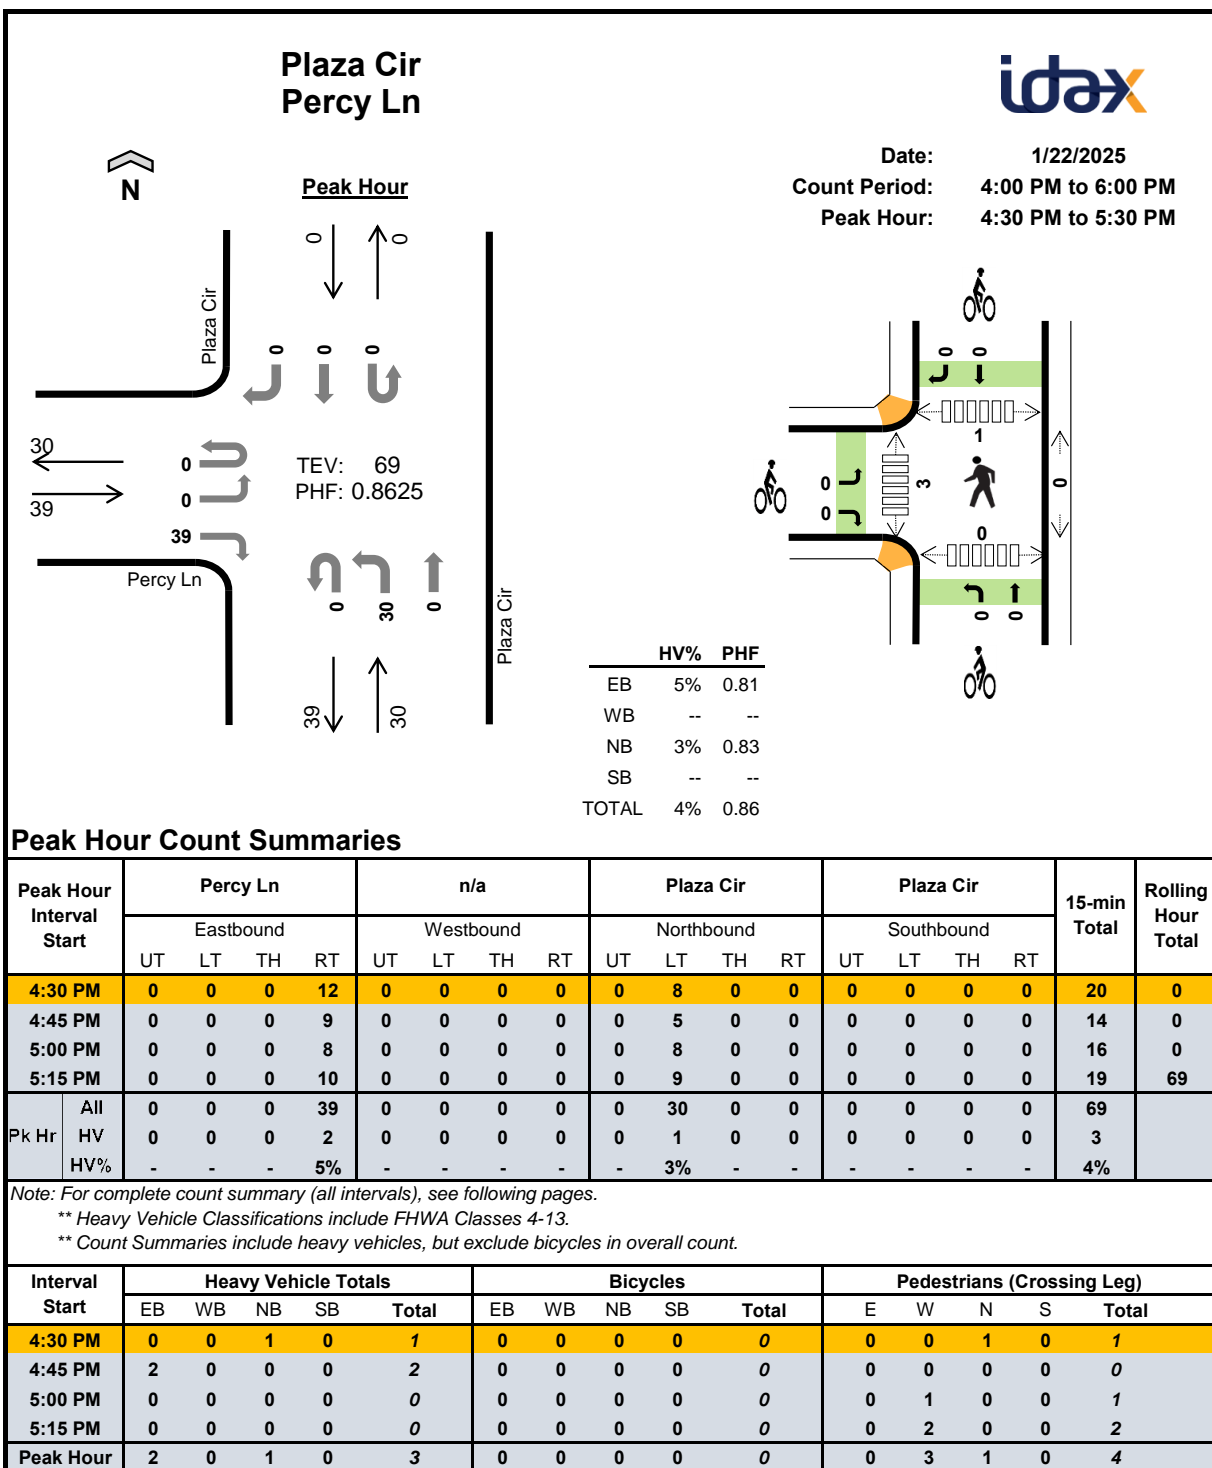 Plaza Cir
Percy Ln
idax
Date: 1/22/2025
Count Period: 4:00 PM to 6:00 PM
Peak Hour: 4:30 PM to 5:30 PM
N
Peak Hour
0 0
Plaza Cir
0 0 0
30
39
0
0
39
TEV: 69
PHF: 0.8625
Percy Ln
0 30 0
Plaza Cir
39 30
0 0
1
0
0
3
0
0
0 0
HV% PHF
EB 5% 0.81
WB -- --
NB 3% 0.83
SB -- --
TOTAL 4% 0.86
Peak Hour Count Summaries
Peak Hour Interval Start Percy Ln n/a Plaza Cir Plaza Cir 15-min Total Rolling Hour Total
Eastbound Westbound Northbound Southbound
UT LT TH RT UT LT TH RT UT LT TH RT UT LT TH RT
4:30 PM 0 0 0 12 0 0 0 0 0 8 0 0 0 0 0 0 20 0
4:45 PM 0 0 0 9 0 0 0 0 0 5 0 0 0 0 0 0 14 0
5:00 PM 0 0 0 8 0 0 0 0 0 8 0 0 0 0 0 0 16 0
5:15 PM 0 0 0 10 0 0 0 0 0 9 0 0 0 0 0 0 19 69
Pk Hr All 0 0 0 39 0 0 0 0 0 30 0 0 0 0 0 0 69
HV 0 0 0 2 0 0 0 0 0 1 0 0 0 0 0 0 3
HV% - - - 5% - - - - - 3% - - - - - - 4%
Note: For complete count summary (all intervals), see following pages.
** Heavy Vehicle Classifications include FHWA Classes 4-13.
** Count Summaries include heavy vehicles, but exclude bicycles in overall count.
Interval Start Heavy Vehicle Totals Bicycles Pedestrians (Crossing Leg)
EB WB NB SB Total EB WB NB SB Total E W N S Total
4:30 PM 0 0 1 0 1 0 0 0 0 0 0 0 1 0 1
4:45 PM 2 0 0 0 2 0 0 0 0 0 0 0 0 0 0
5:00 PM 0 0 0 0 0 0 0 0 0 0 0 1 0 0 1
5:15 PM 0 0 0 0 0 0 0 0 0 0 0 2 0 0 2
Peak Hour 2 0 1 0 3 0 0 0 0 0 0 3 1 0 4